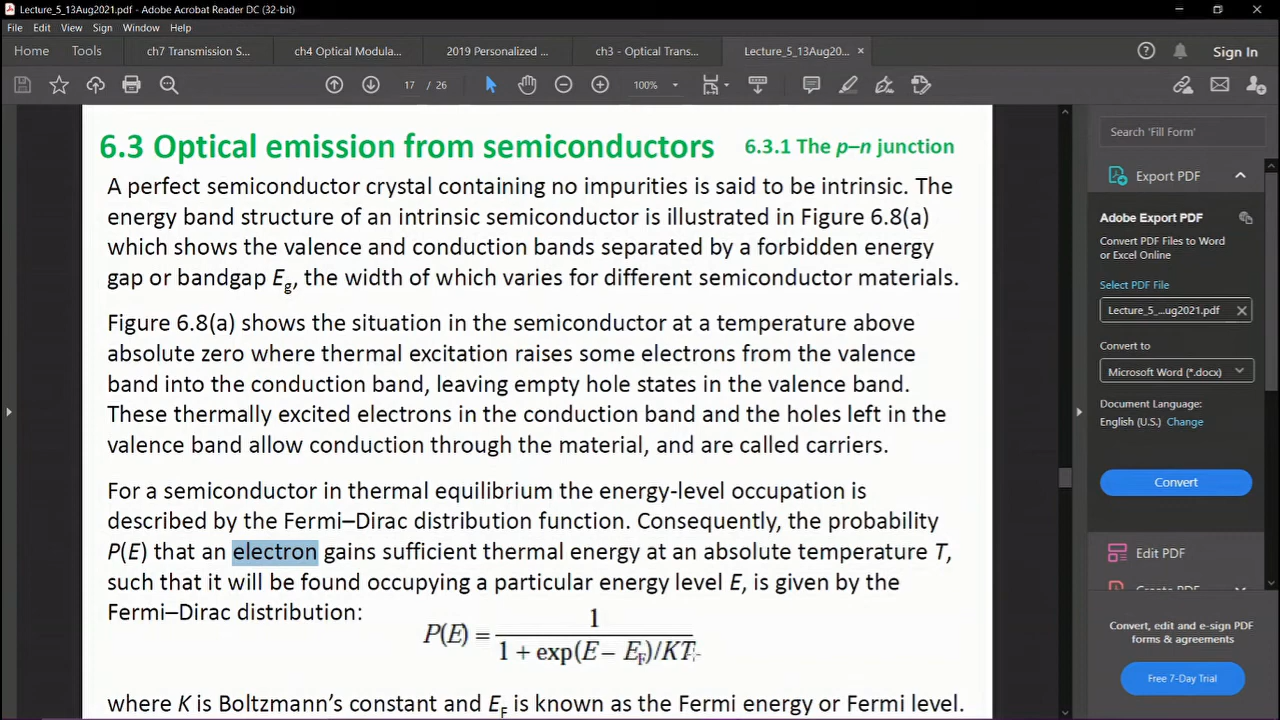 Lecture_5_13Aug2021.pdf - Adobe Acrobat Reader DC (32-bit)
File Edit View Sign Window Help
Home Tools ch7 Transmission S... ch4 Optical Modula... 2019 Personalized ... ch3 - Optical Trans... Lecture_5_13Aug20... × Sign In
17 / 26 100%
6.3 Optical emission from semiconductors 6.3.1 The p–n junction
A perfect semiconductor crystal containing no impurities is said to be intrinsic. The
energy band structure of an intrinsic semiconductor is illustrated in Figure 6.8(a)
which shows the valence and conduction bands separated by a forbidden energy
gap or bandgap Eg, the width of which varies for different semiconductor materials.
Figure 6.8(a) shows the situation in the semiconductor at a temperature above
absolute zero where thermal excitation raises some electrons from the valence
band into the conduction band, leaving empty hole states in the valence band.
These thermally excited electrons in the conduction band and the holes left in the
valence band allow conduction through the material, and are called carriers.
For a semiconductor in thermal equilibrium the energy-level occupation is
described by the Fermi–Dirac distribution function. Consequently, the probability
P(E) that an electron gains sufficient thermal energy at an absolute temperature T,
such that it will be found occupying a particular energy level E, is given by the
Fermi–Dirac distribution:
P(E) = 1 / 1 + exp(E – EF)/KT
where K is Boltzmann's constant and EF is known as the Fermi energy or Fermi level.
Search 'Fill Form'
Export PDF
Adobe Export PDF
Convert PDF Files to Word
or Excel Online
Select PDF File
Lecture_5_...ug2021.pdf
Convert to
Microsoft Word (*.docx)
Document Language:
English (U.S.) Change
Convert
Edit PDF
Create PDF
Convert, edit and e-sign PDF
forms & agreements
Free 7-Day Trial